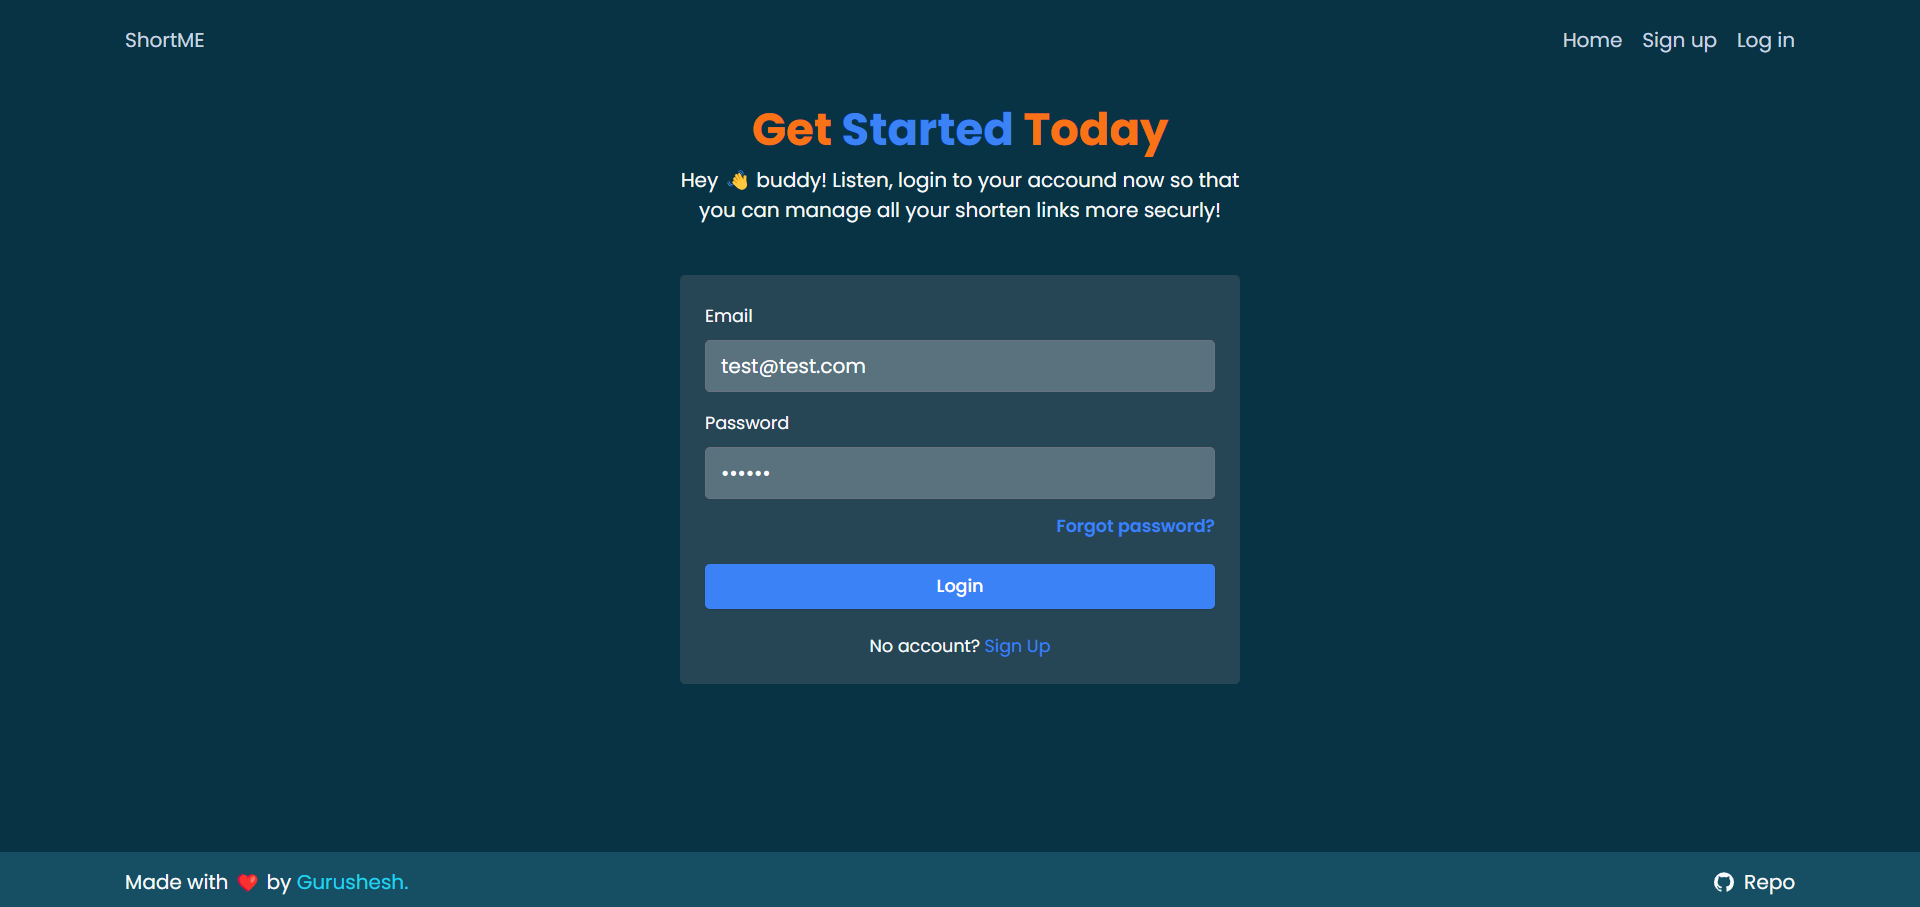 ShortME
Home Sign up Log in
Get Started Today
Hey 👋 buddy! Listen, login to your accound now so that
you can manage all your shorten links more securly!
Email
test@test.com
Password
••••••
Forgot password?
Login
No account? Sign Up
Made with ❤️ by Gurushesh.
Repo